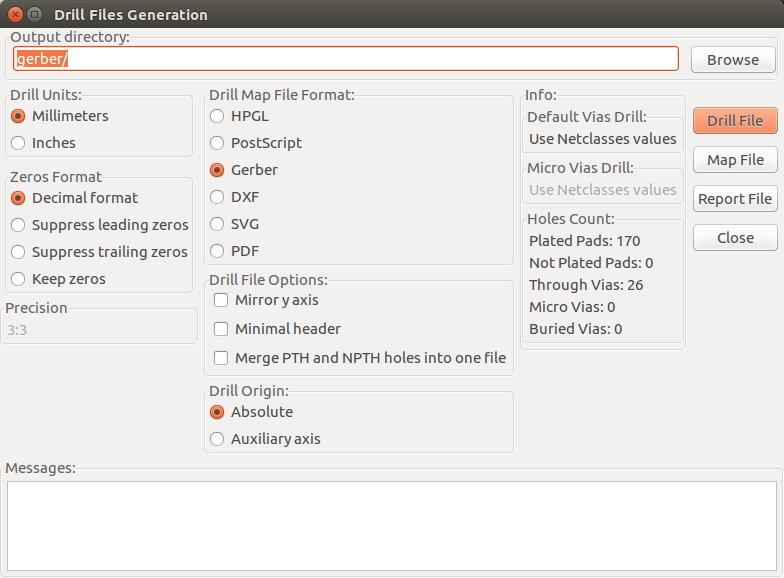 Drill Files Generation
Output directory:
gerber/
Browse
Drill Units:
Millimeters
Inches
Zeros Format
Decimal format
Suppress leading zeros
Suppress trailing zeros
Keep zeros
Precision
3:3
Drill Map File Format:
HPGL
PostScript
Gerber
DXF
SVG
PDF
Drill File Options:
Mirror y axis
Minimal header
Merge PTH and NPTH holes into one file
Drill Origin:
Absolute
Auxiliary axis
Info:
Default Vias Drill:
Use Netclasses values
Micro Vias Drill:
Use Netclasses values
Holes Count:
Plated Pads: 170
Not Plated Pads: 0
Through Vias: 26
Micro Vias: 0
Buried Vias: 0
Drill File
Map File
Report File
Close
Messages: